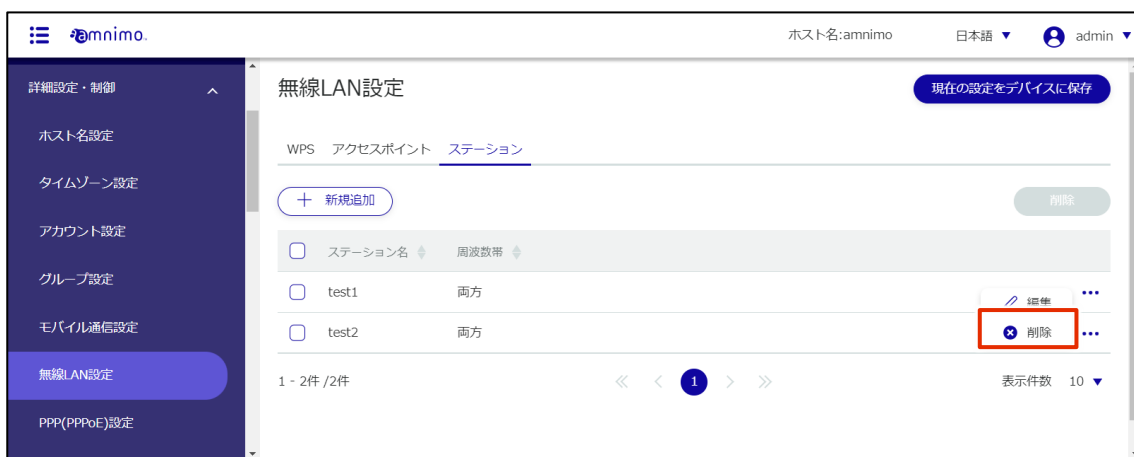 amnimo.
ホスト名:amnimo 日本語 admin
詳細設定・制御
ホスト名設定
タイムゾーン設定
アカウント設定
グループ設定
モバイル通信設定
無線LAN設定
PPP(PPPoE)設定
無線LAN設定
現在の設定をデバイスに保存
WPS アクセスポイント ステーション
新規追加 削除
ステーション名 周波数帯
test1 両方
編集
test2 両方
削除
1 - 2件 /2件 1 表示件数 10